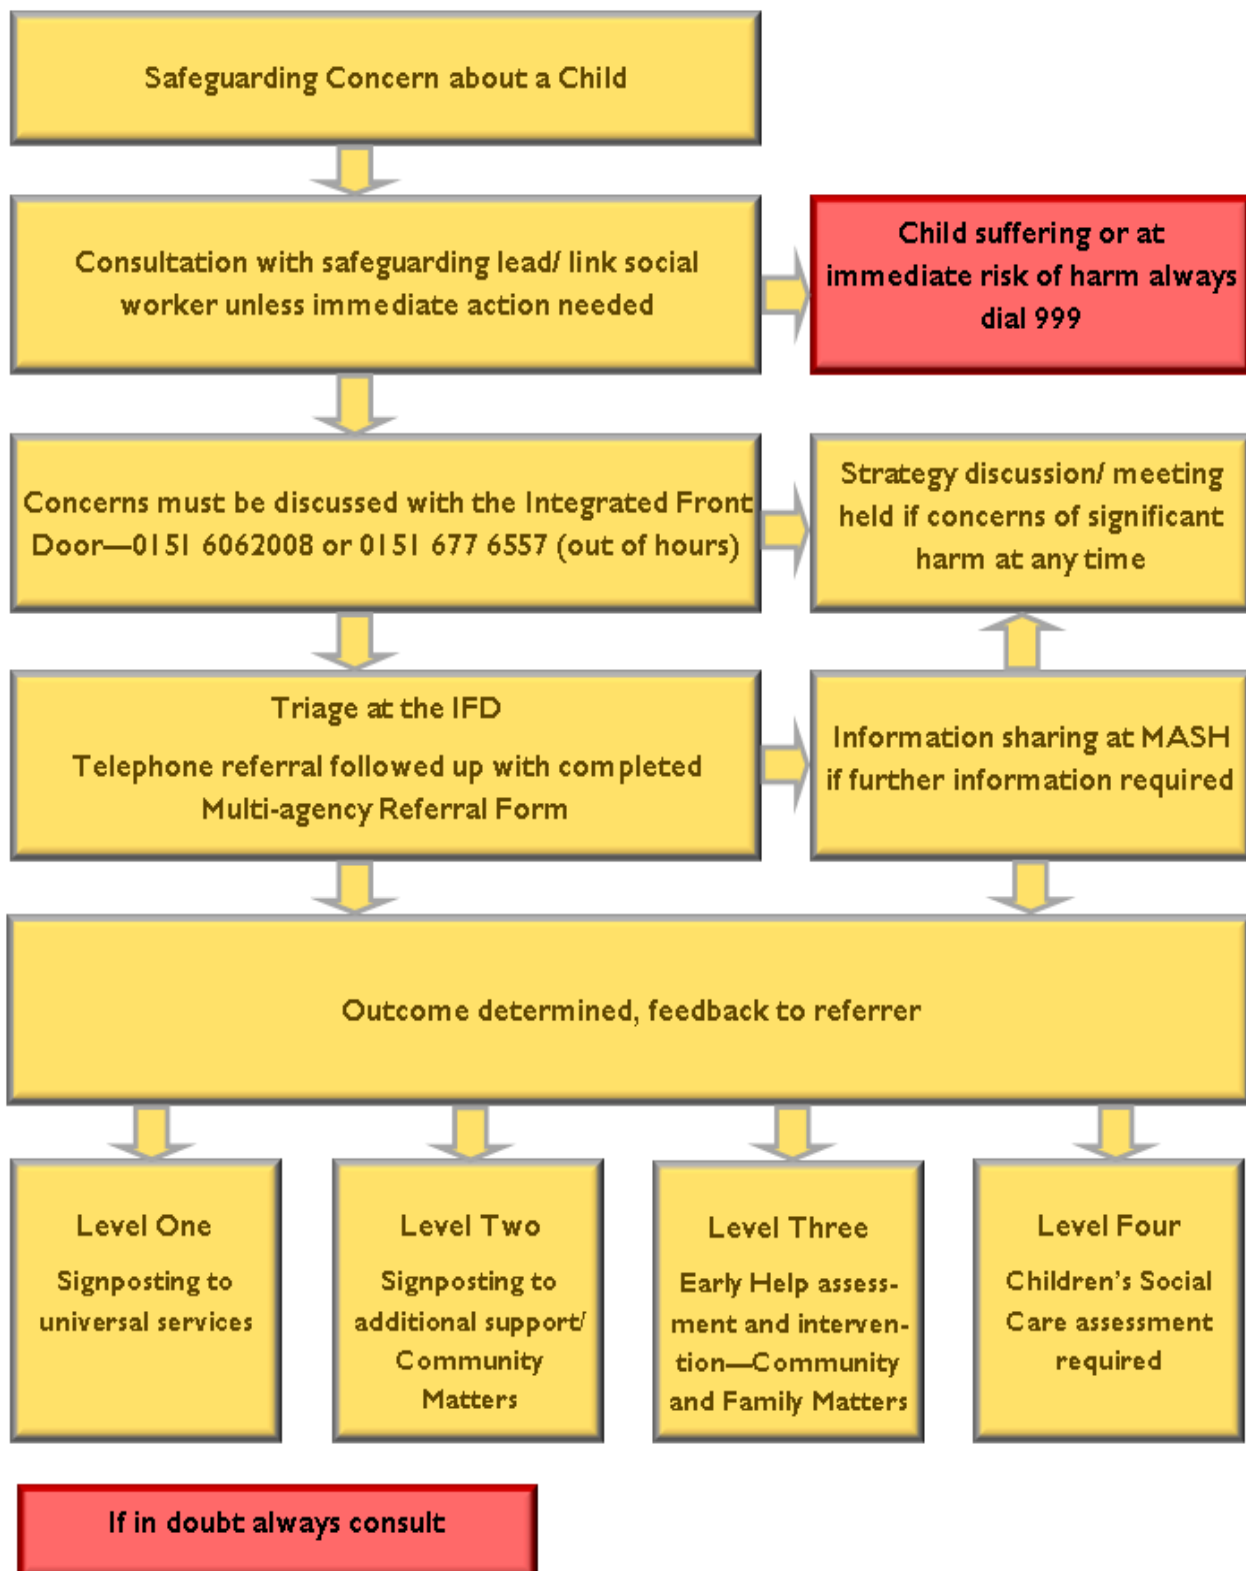 Safeguarding Concern about a Child
Consultation with safeguarding lead/ link social
worker unless immediate action needed
Child suffering or at
immediate risk of harm always
dial 999
Concerns must be discussed with the Integrated Front
Door—0151 6062008 or 0151 677 6557 (out of hours)
Strategy discussion/ meeting
held if concerns of significant
harm at any time
Triage at the IFD
Telephone referral followed up with completed
Multi-agency Referral Form
Information sharing at MASH
if further information required
Outcome determined, feedback to referrer
Level One
Signposting to
universal services
Level Two
Signposting to
additional support/
Community
Matters
Level Three
Early Help assess-
ment and interven-
tion—Community
and Family Matters
Level Four
Children's Social
Care assessment
required
If in doubt always consult